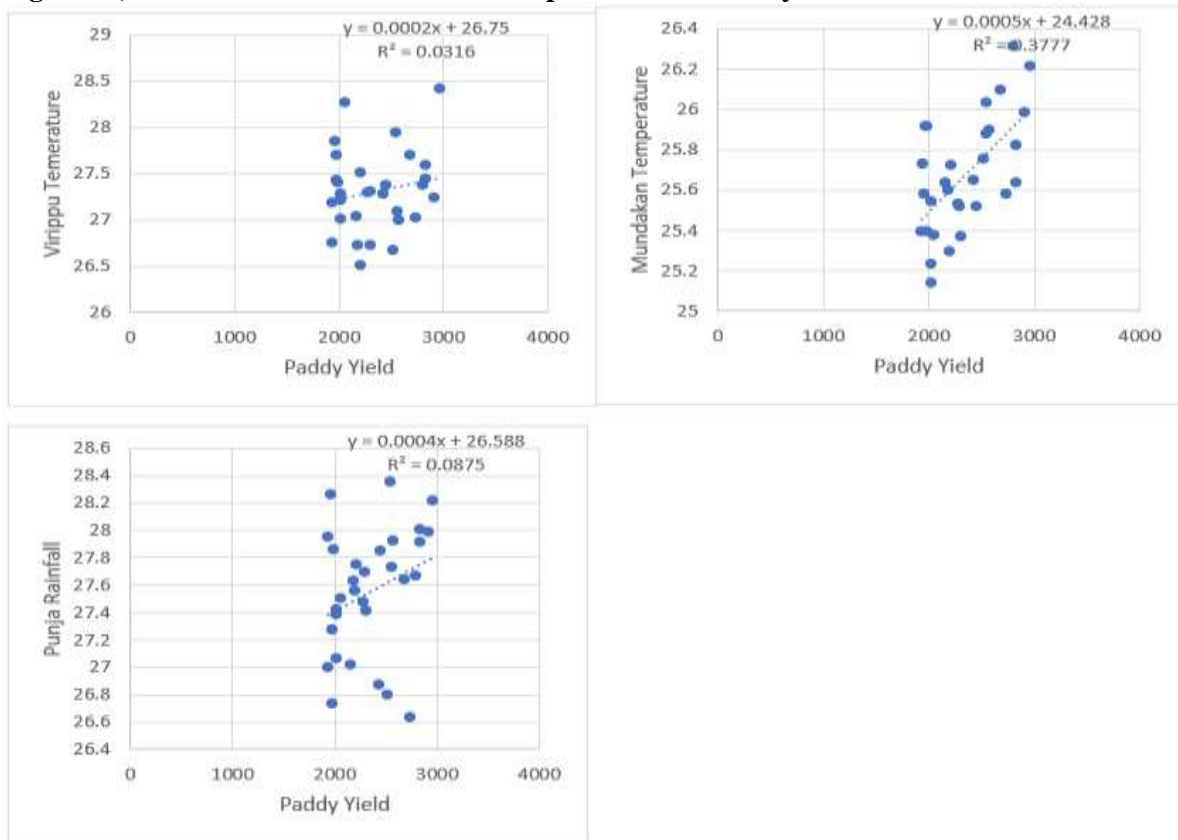 y = 0.0002x + 26.75
R² = 0.0316
29
28.5
28
27.5
27
26.5
26
Virippu Temerature
0 1000 2000 3000 4000
Paddy Yield
y = 0.0005x + 24.428
R² = 0.3777
26.4
26.2
26
25.8
25.6
25.4
25.2
25
Mundakan Temperature
0 1000 2000 3000 4000
Paddy Yield
y = 0.0004x + 26.588
R² = 0.0875
28.6
28.4
28.2
28
27.8
27.6
27.4
27.2
27
26.8
26.6
26.4
Punja Rainfall
0 1000 2000 3000 4000
Paddy Yield